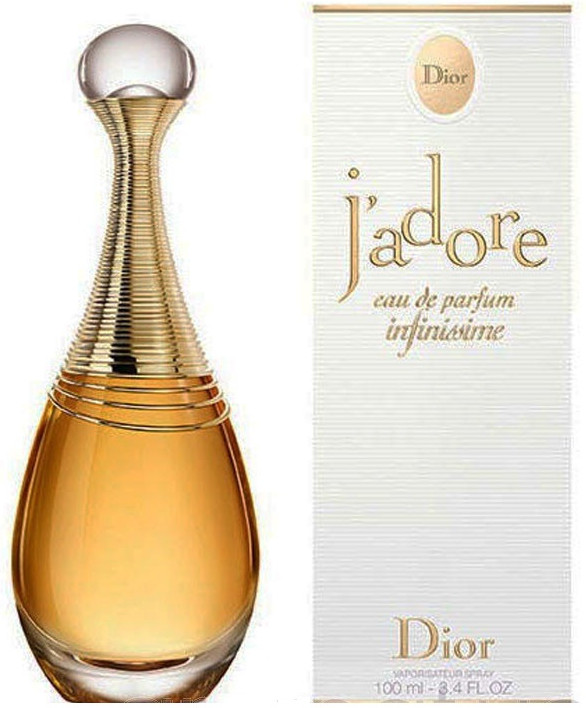 Dior
j'adore
eau de parfum
infinissime
Dior
VAPORISATEUR SPRAY
100 ml - 3.4 FL.OZ